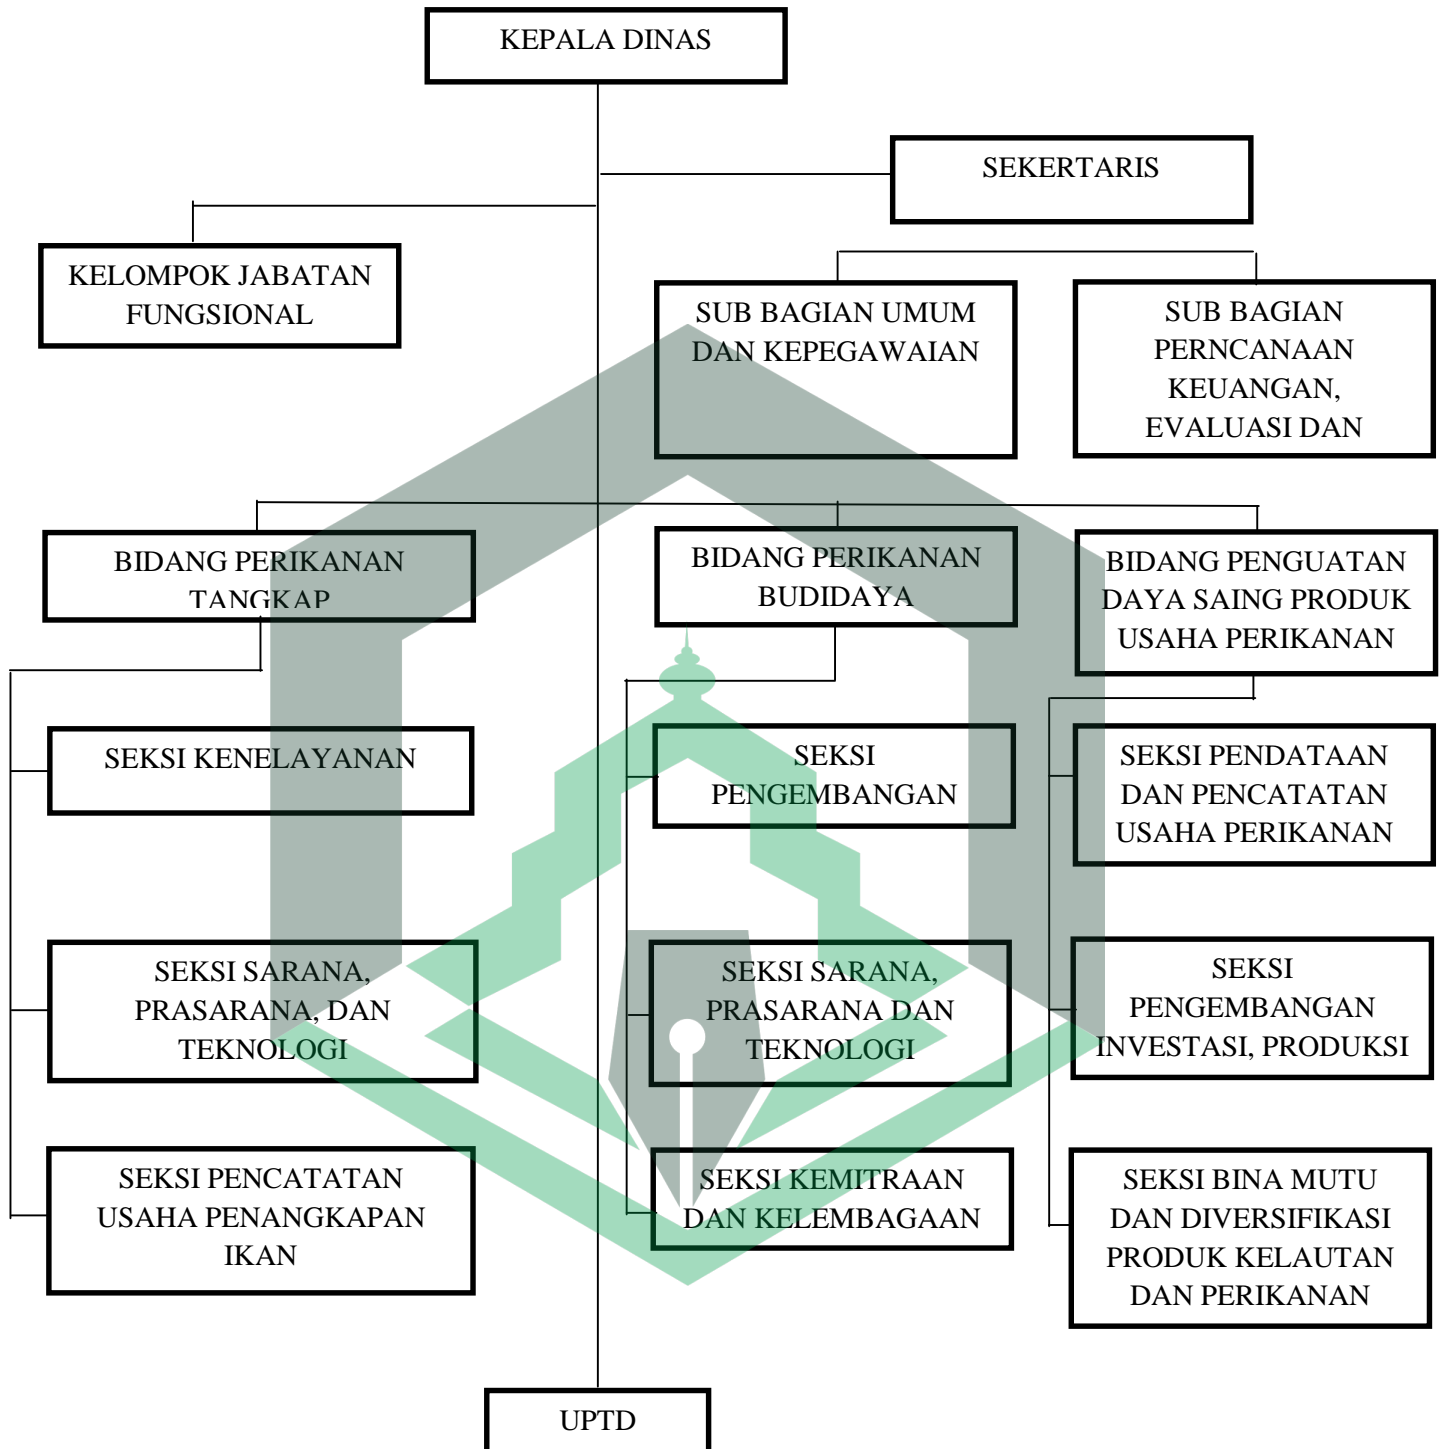 KEPALA DINAS
SEKERTARIS
KELOMPOK JABATAN
FUNGSIONAL
SUB BAGIAN UMUM
DAN KEPEGAWAIAN
SUB BAGIAN
PERNCANAAN
KEUANGAN,
EVALUASI DAN
BIDANG PERIKANAN
TANGKAP
BIDANG PERIKANAN
BUDIDAYA
BIDANG PENGUATAN
DAYA SAING PRODUK
USAHA PERIKANAN
SEKSI KENELAYANAN
SEKSI
PENGEMBANGAN
SEKSI PENDATAAN
DAN PENCATATAN
USAHA PERIKANAN
SEKSI SARANA,
PRASARANA, DAN
TEKNOLOGI
SEKSI SARANA,
PRASARANA DAN
TEKNOLOGI
SEKSI
PENGEMBANGAN
INVESTASI, PRODUKSI
SEKSI PENCATATAN
USAHA PENANGKAPAN
IKAN
SEKSI KEMITRAAN
DAN KELEMBAGAAN
SEKSI BINA MUTU
DAN DIVERSIFIKASI
PRODUK KELAUTAN
DAN PERIKANAN
UPTD